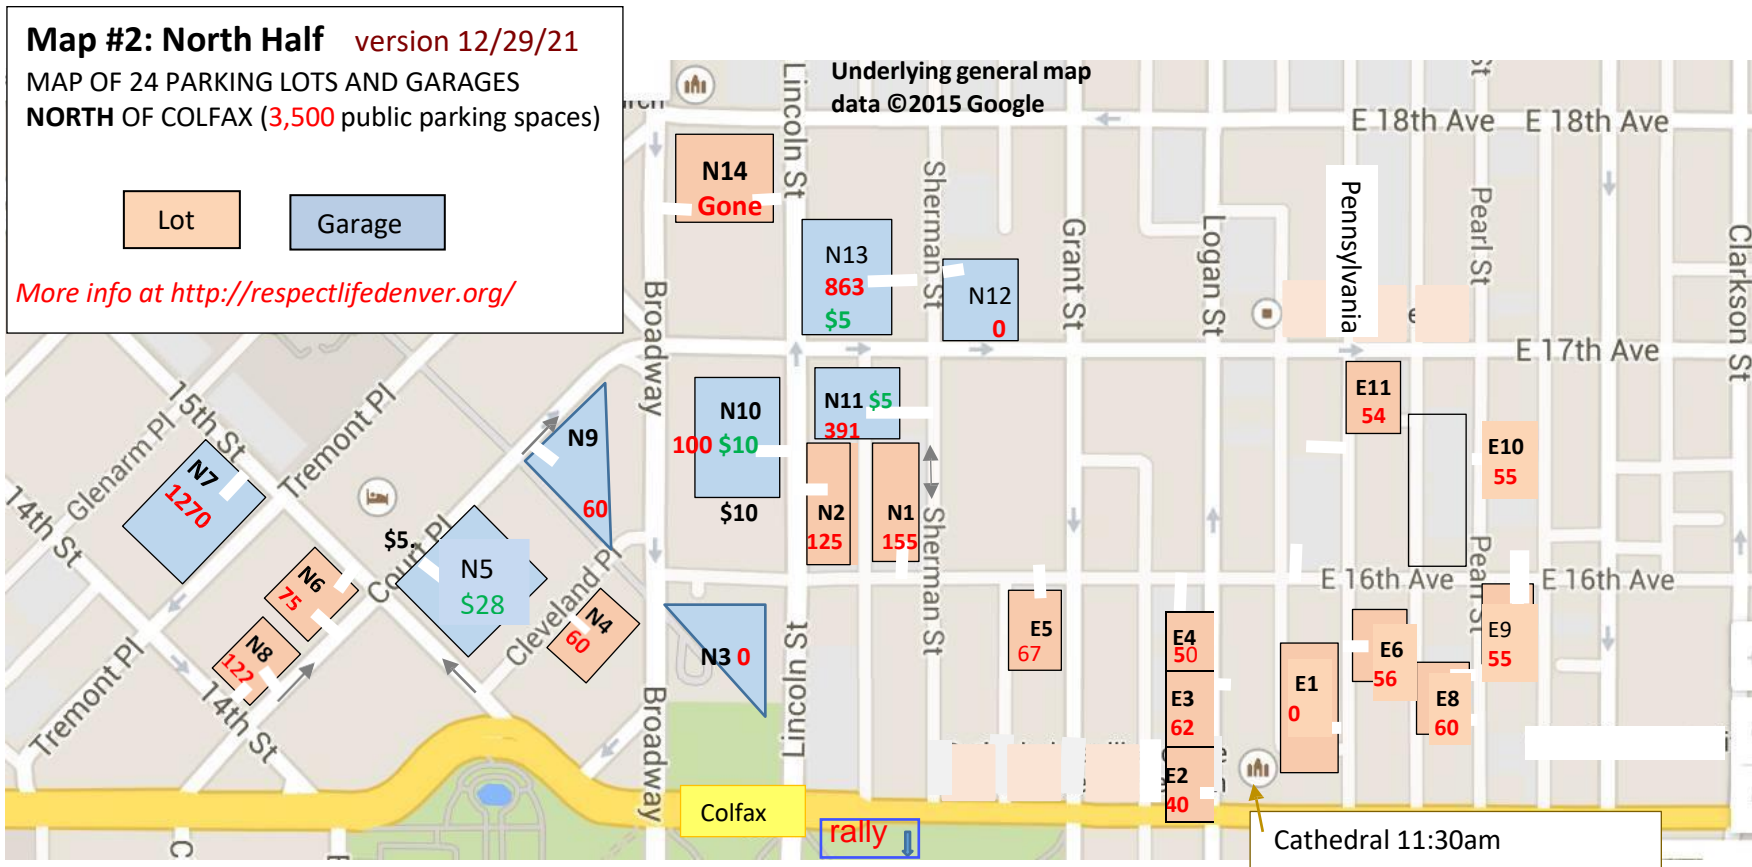 Map #2: North Half version 12/29/21
MAP OF 24 PARKING LOTS AND GARAGES
NORTH OF COLFAX (3,500 public parking spaces)
Lot
Garage
More info at http://respectlifedenver.org/
Underlying general map
data ©2015 Google
E 18th Ave
E 18th Ave
Lincoln St
N14
Gone
Sherman St
Pennsylvania
Pearl St
Grant St
Logan St
Clarkson St
N13
863
$5
N12
0
Broadway
E 17th Ave
15th St
Tremont Pl
Glenarm Pl
14th St
N7
1270
N9
60
N10
100 $10
$10
N11 $5
391
N2
125
N1
155
Sherman St
E11
54
E10
55
$5.
Court Pl
N5
$28
Cleveland Pl
N6
75
N8
122
N4
60
Tremont Pl
14th St
E 16th Ave
Pearl St
E 16th Ave
N3 0
Lincoln St
Broadway
E5
67
E4
50
E3
62
E2
40
E1
0
E6
56
E8
60
E9
55
Colfax
rally
Cathedral 11:30am